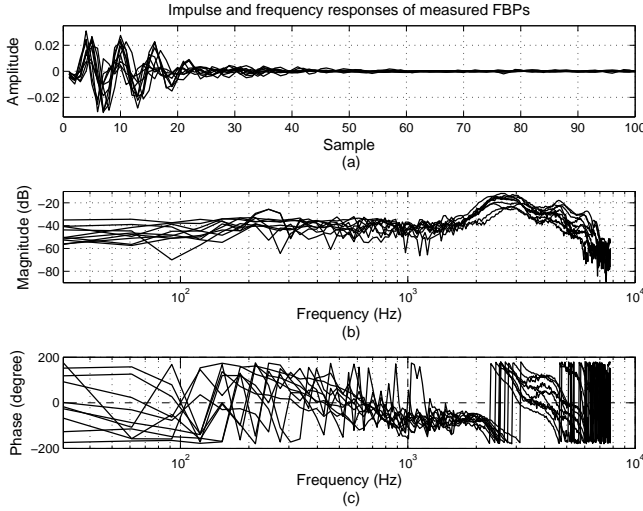 Impulse and frequency responses of measured FBPs
Amplitude
0.02
0
−0.02
0 10 20 30 40 50 60 70 80 90 100
Sample
(a)
Magnitude (dB)
−20
−40
−60
−80
10^2 10^3 10^4
Frequency (Hz)
(b)
Phase (degree)
200
0
−200
10^2 10^3 10^4
Frequency (Hz)
(c)